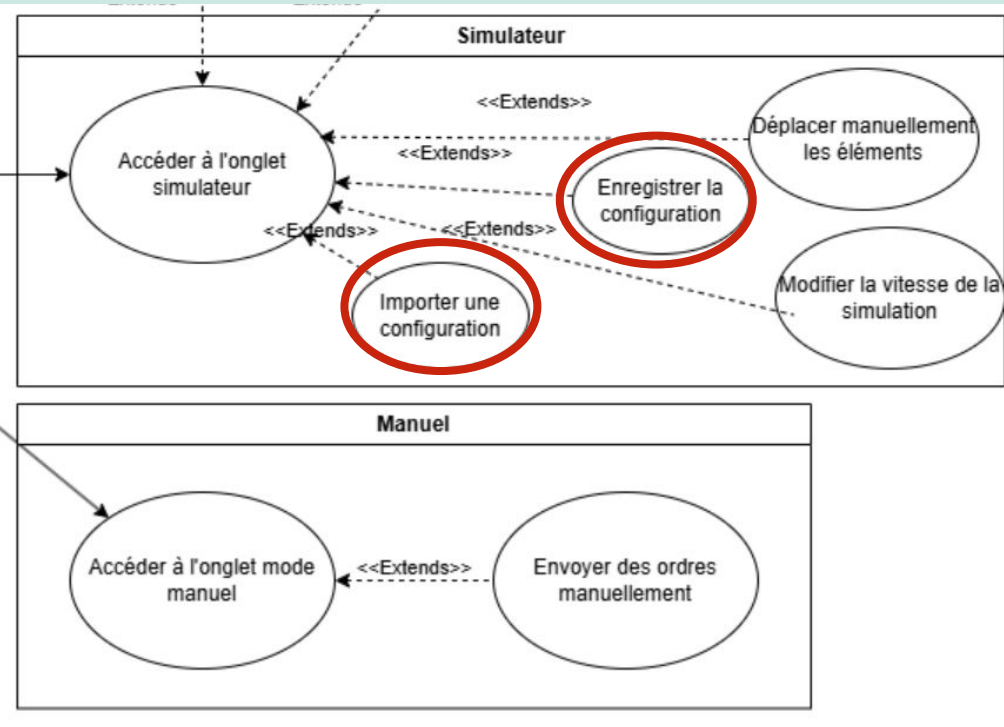 Simulateur
<<Extends>>
Déplacer manuellement
les éléments
<<Extends>>
Accéder à l'onglet
simulateur
Enregistrer la
configuration
<<Extends>>
<<Extends>>
Importer une
configuration
Modifier la vitesse de la
simulation
Manuel
Accéder à l'onglet mode
manuel
<<Extends>>
Envoyer des ordres
manuellement